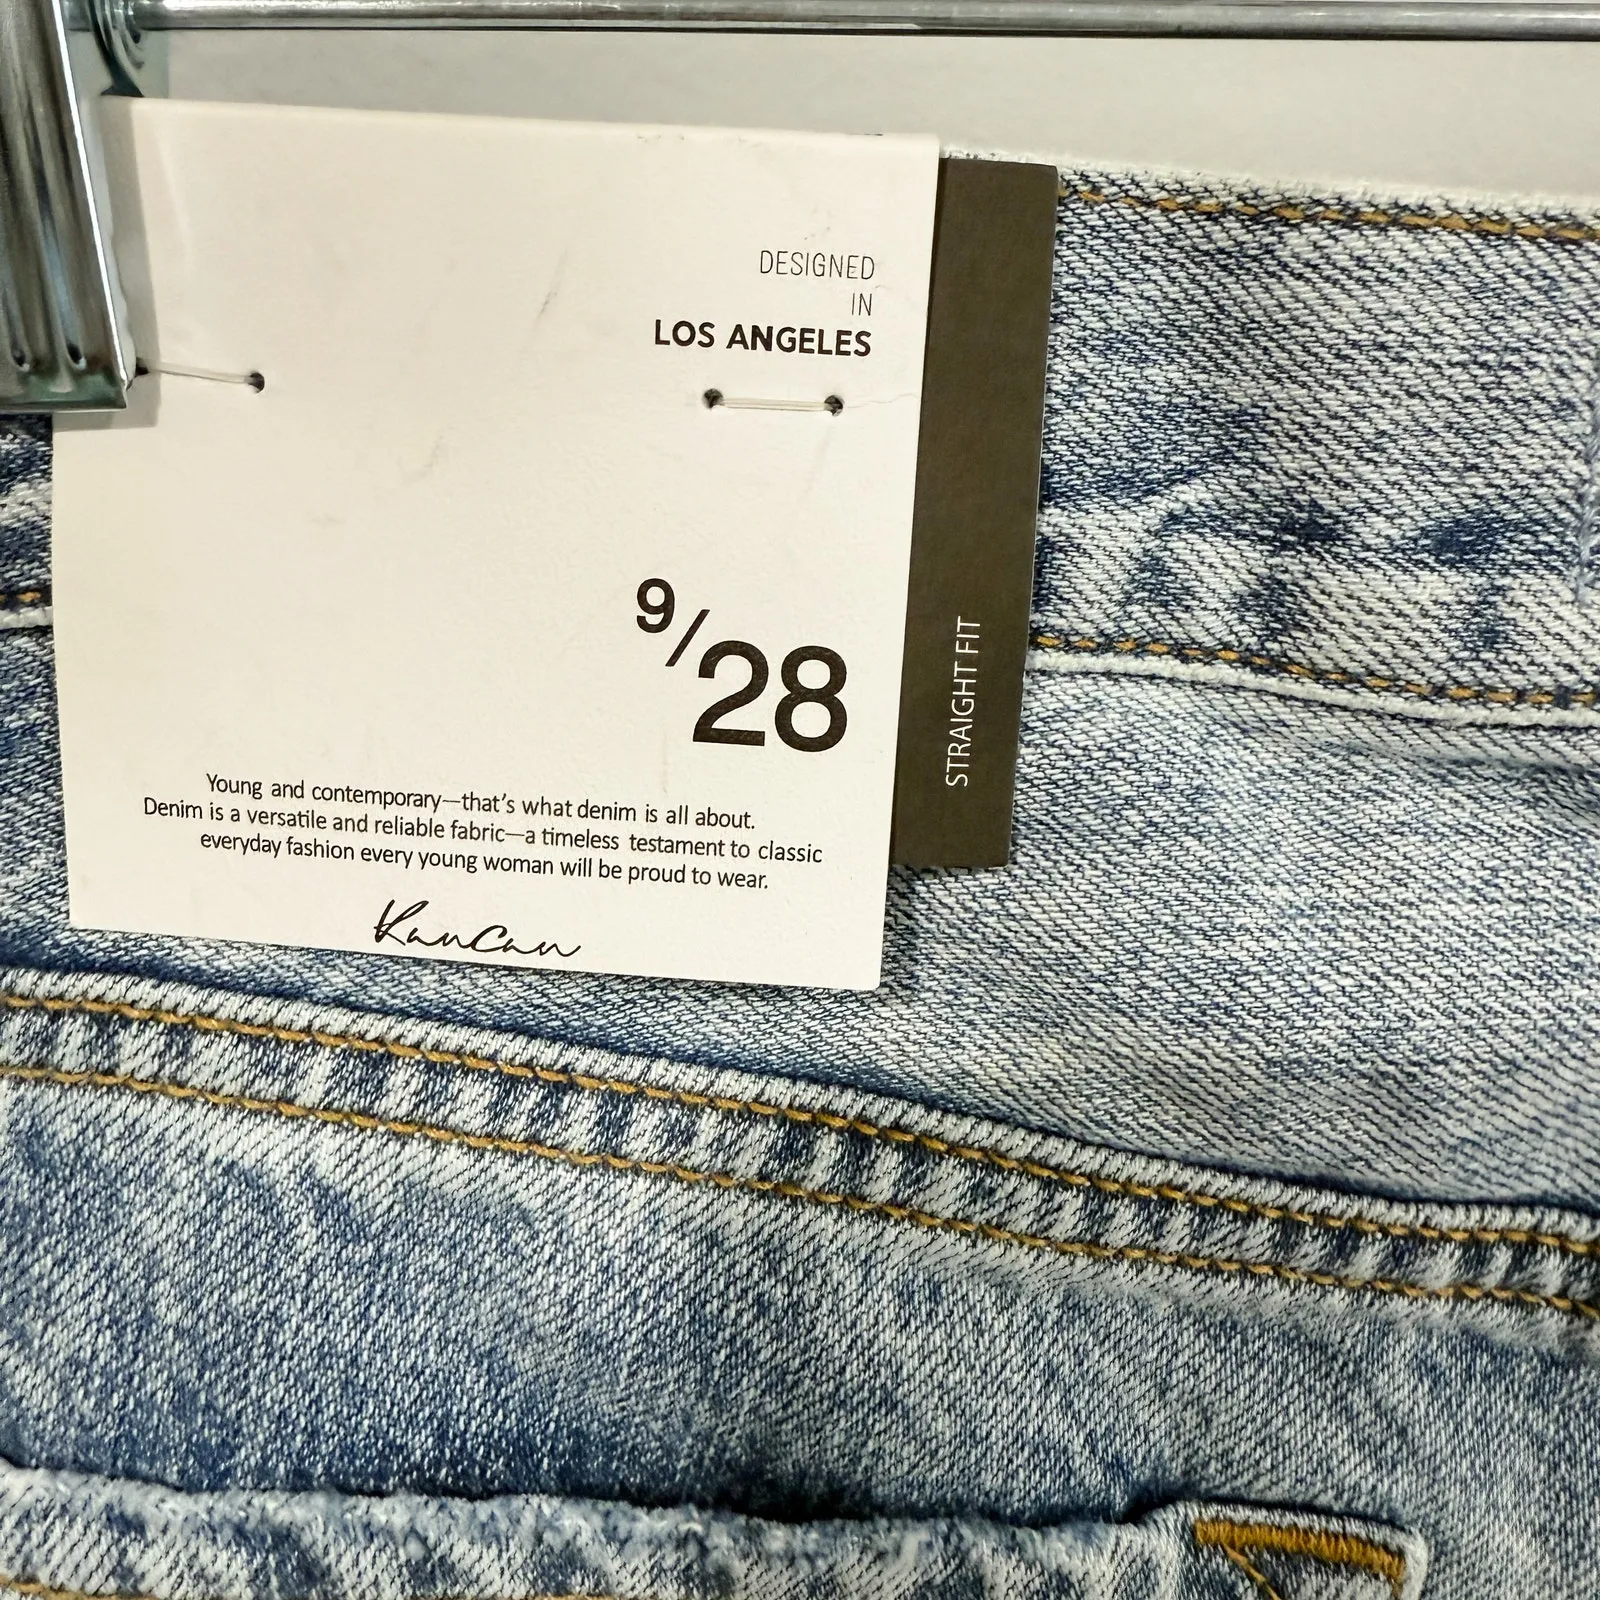 DESIGNED
IN
LOS ANGELES
9/28
STRAIGHT FIT
Young and contemporary—that's what denim is all about.
Denim is a versatile and reliable fabric—a timeless testament to classic
everyday fashion every young woman will be proud to wear.
KanCan